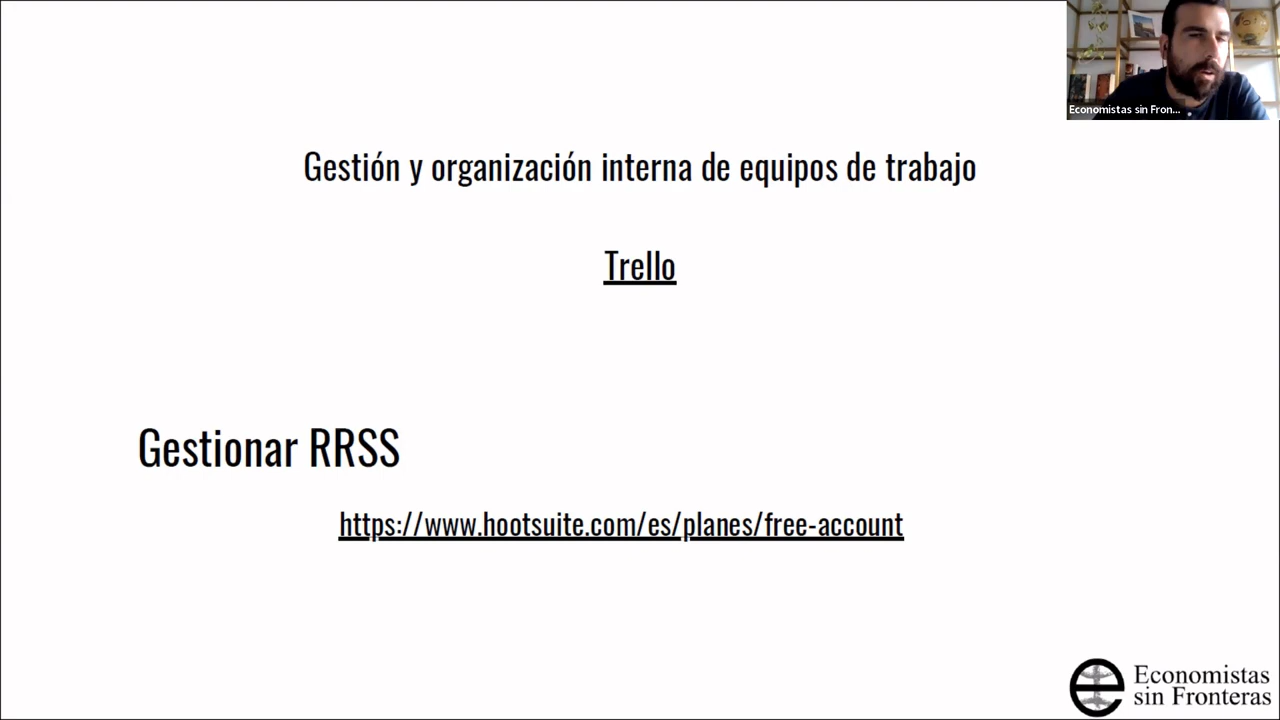 Economistas sin Fron...
Gestión y organización interna de equipos de trabajo
Trello
Gestionar RRSS
https://www.hootsuite.com/es/planes/free-account
Economistas
sin Fronteras